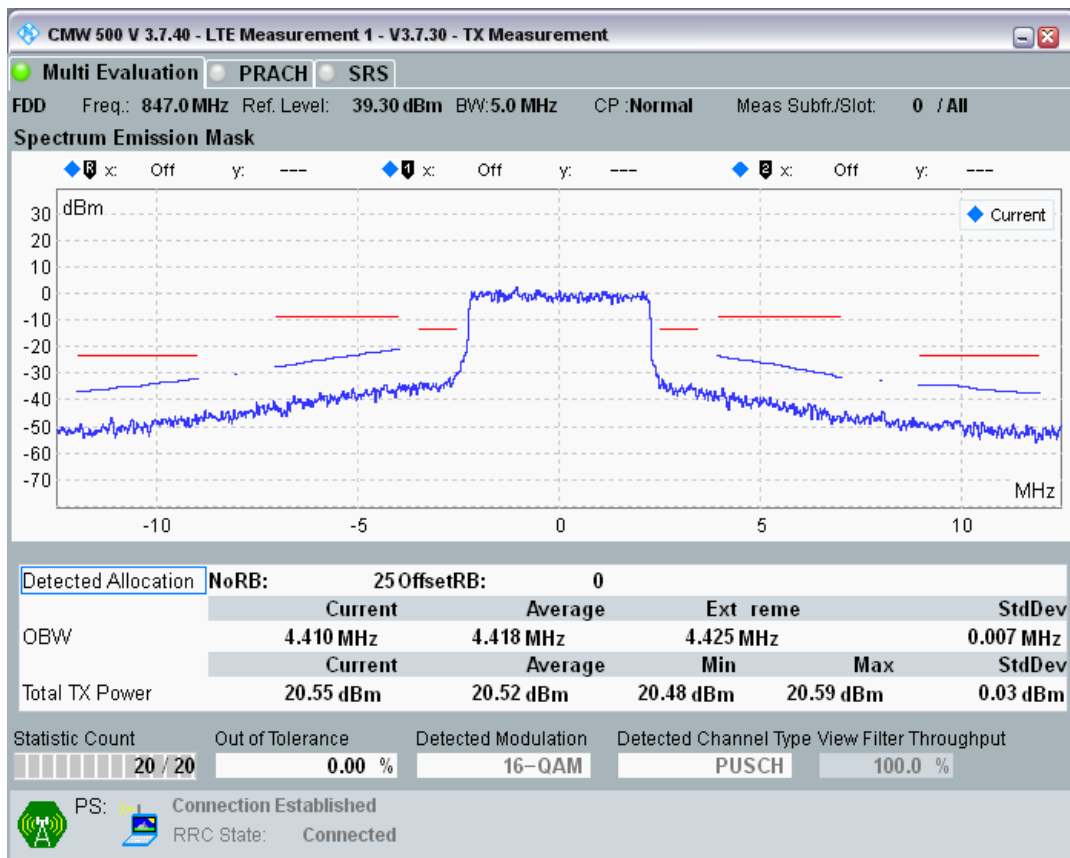 CMW 500 V 3.7.40 - LTE Measurement 1 - V3.7.30 - TX Measurement
Multi Evaluation PRACH SRS
FDD Freq.: 847.0 MHz Ref. Level: 39.30 dBm BW:5.0 MHz CP :Normal Meas Subfr./Slot: 0 / All
Spectrum Emission Mask
R x: Off y: --- 1 x: Off y: --- 2 x: Off y: ---
dBm
Current
30
20
10
0
-10
-20
-30
-40
-50
-60
-70
MHz
-10 -5 0 5 10
Detected Allocation NoRB: 25 OffsetRB: 0
Current Average Ext reme StdDev
OBW 4.410 MHz 4.418 MHz 4.425 MHz 0.007 MHz
Current Average Min Max StdDev
Total TX Power 20.55 dBm 20.52 dBm 20.48 dBm 20.59 dBm 0.03 dBm
Statistic Count Out of Tolerance Detected Modulation Detected Channel Type View Filter Throughput
20 / 20 0.00 % 16-QAM PUSCH 100.0 %
PS: Connection Established
RRC State: Connected